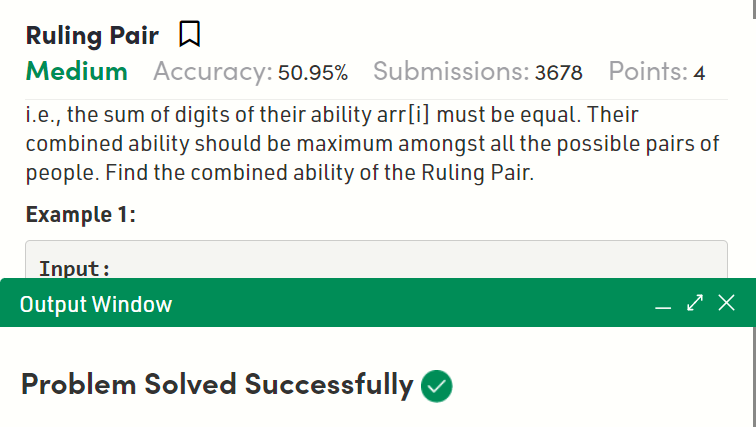 Ruling Pair
Medium Accuracy: 50.95% Submissions: 3678 Points: 4
i.e., the sum of digits of their ability arr[i] must be equal. Their
combined ability should be maximum amongst all the possible pairs of
people. Find the combined ability of the Ruling Pair.
Example 1:
Input:
Output Window
Problem Solved Successfully